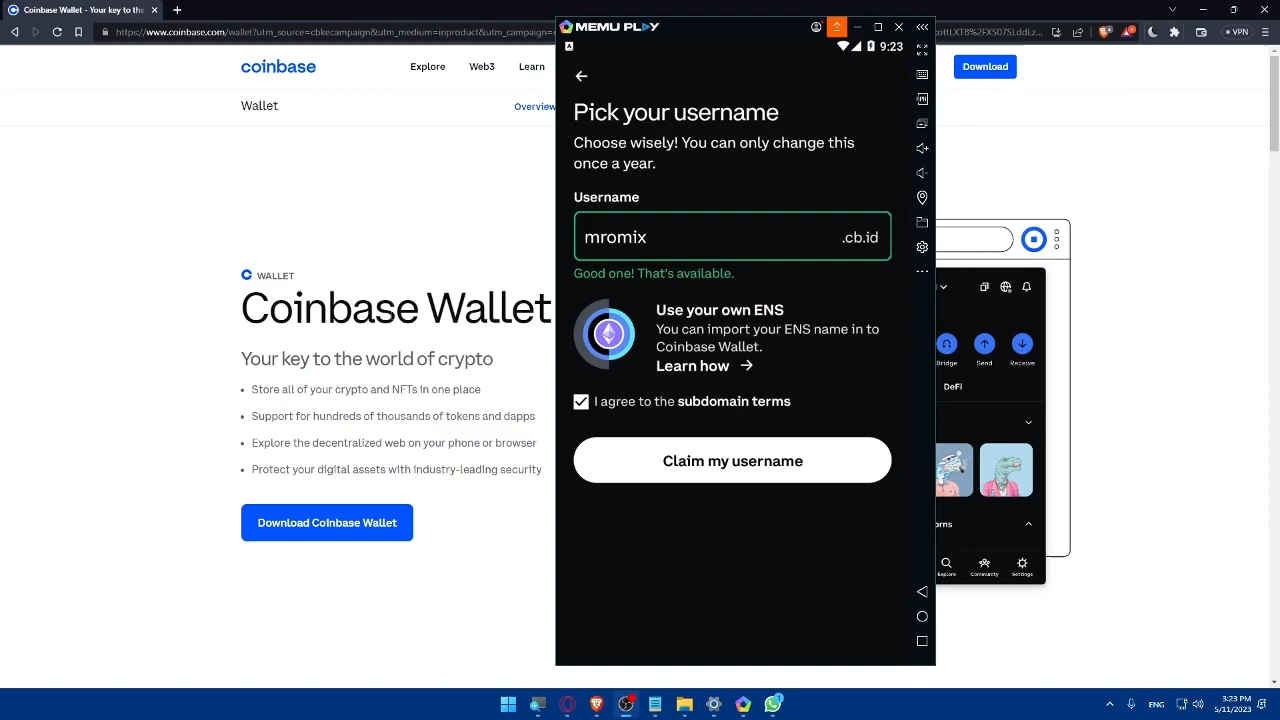 Coinbase Wallet - Your key to the
https://www.coinbase.com/wallet?utm_source=cbkecampaign&utm_medium=inproduct&utm_campaign=
VPN
coinbase
Explore
Web3
Learn
Download
Wallet
Overview
WALLET
Coinbase Wallet
Your key to the world of crypto
Store all of your crypto and NFTs in one place
Support for hundreds of thousands of tokens and dapps
Explore the decentralized web on your phone or browser
Protect your digital assets with industry-leading security
Download Coinbase Wallet
MEMU PLAY
9:23
Pick your username
Choose wisely! You can only change this
once a year.
Username
mromix
.cb.id
Good one! That's available.
Use your own ENS
You can import your ENS name in to
Coinbase Wallet.
Learn how
I agree to the subdomain terms
Claim my username
Bridge
Send
Receive
DeFi
orns
Explore
Community
Settings
ENG
3:23 PM
5/11/2023